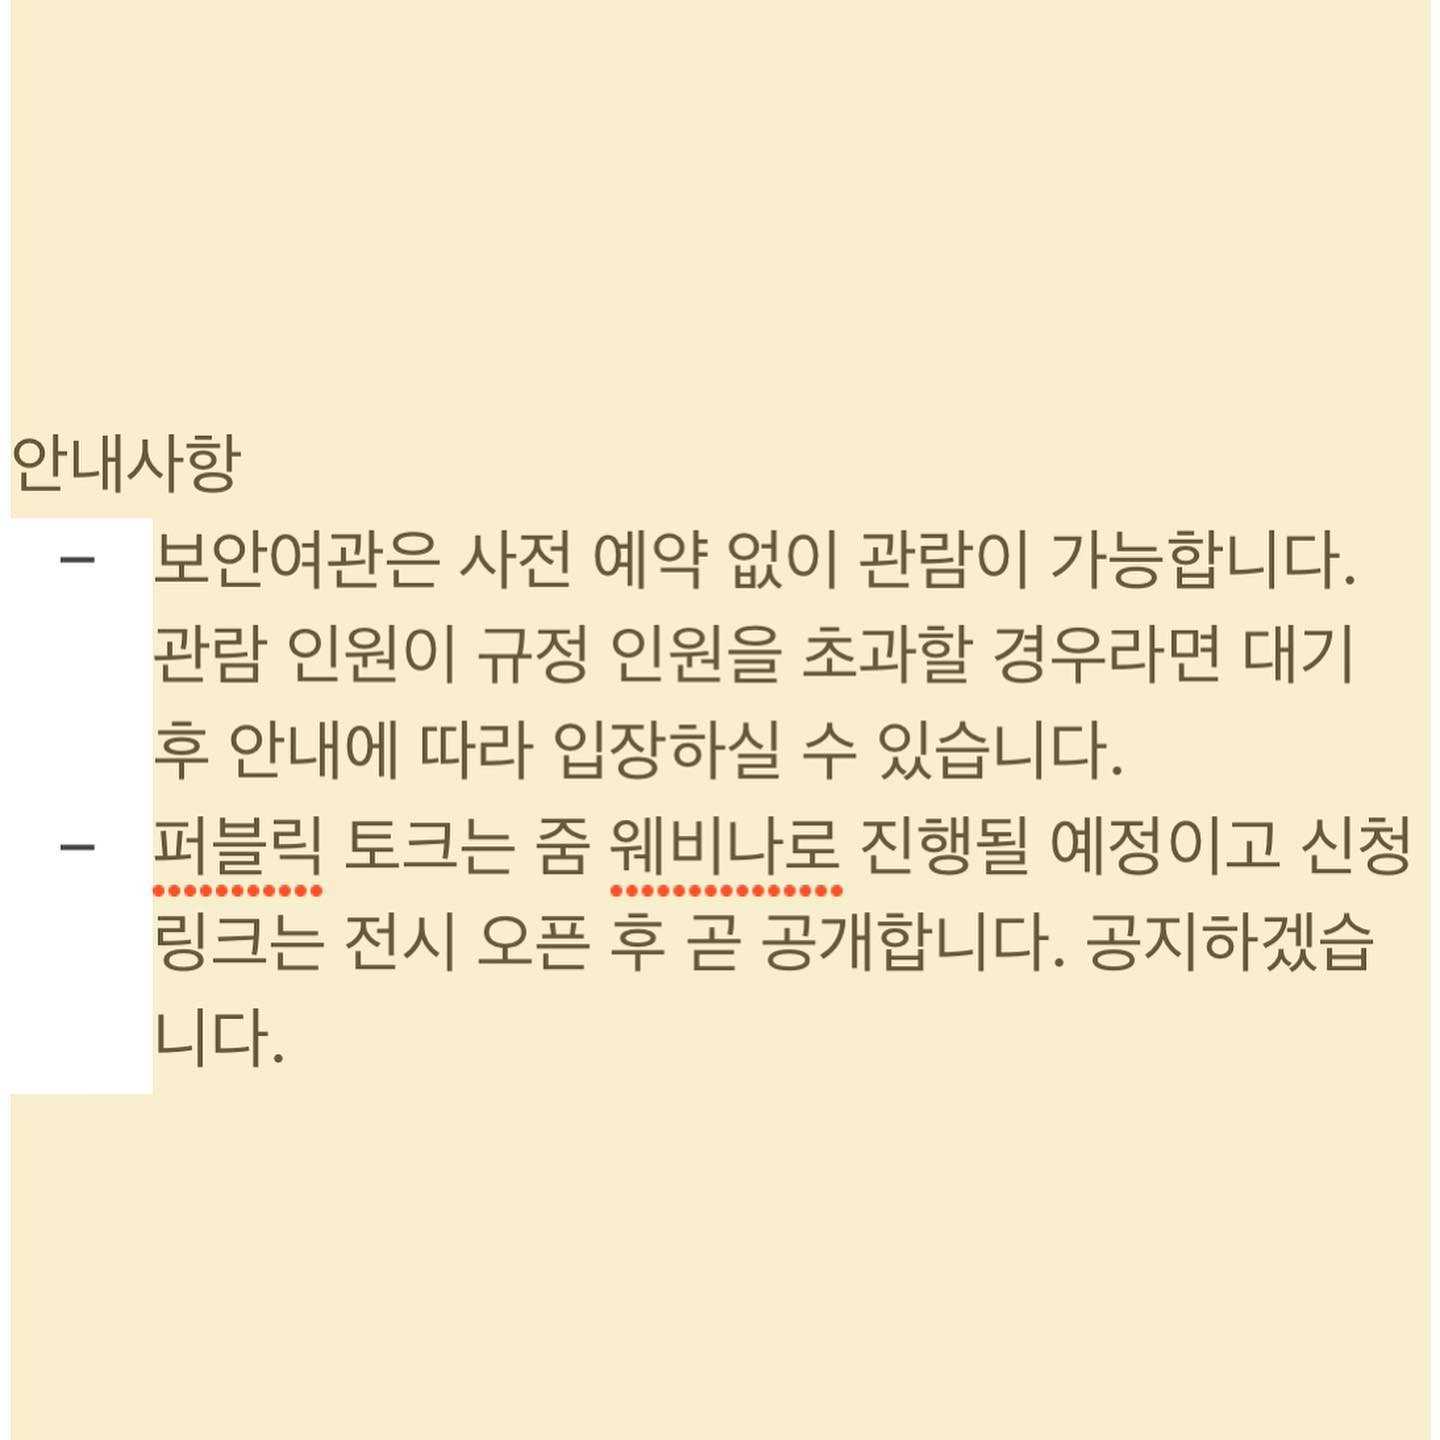 안내사항
– 보안여관은 사전 예약 없이 관람이 가능합니다.
관람 인원이 규정 인원을 초과할 경우라면 대기
후 안내에 따라 입장하실 수 있습니다.
– 퍼블릭 토크는 줌 웨비나로 진행될 예정이고 신청
링크는 전시 오픈 후 곧 공개합니다. 공지하겠습
니다.